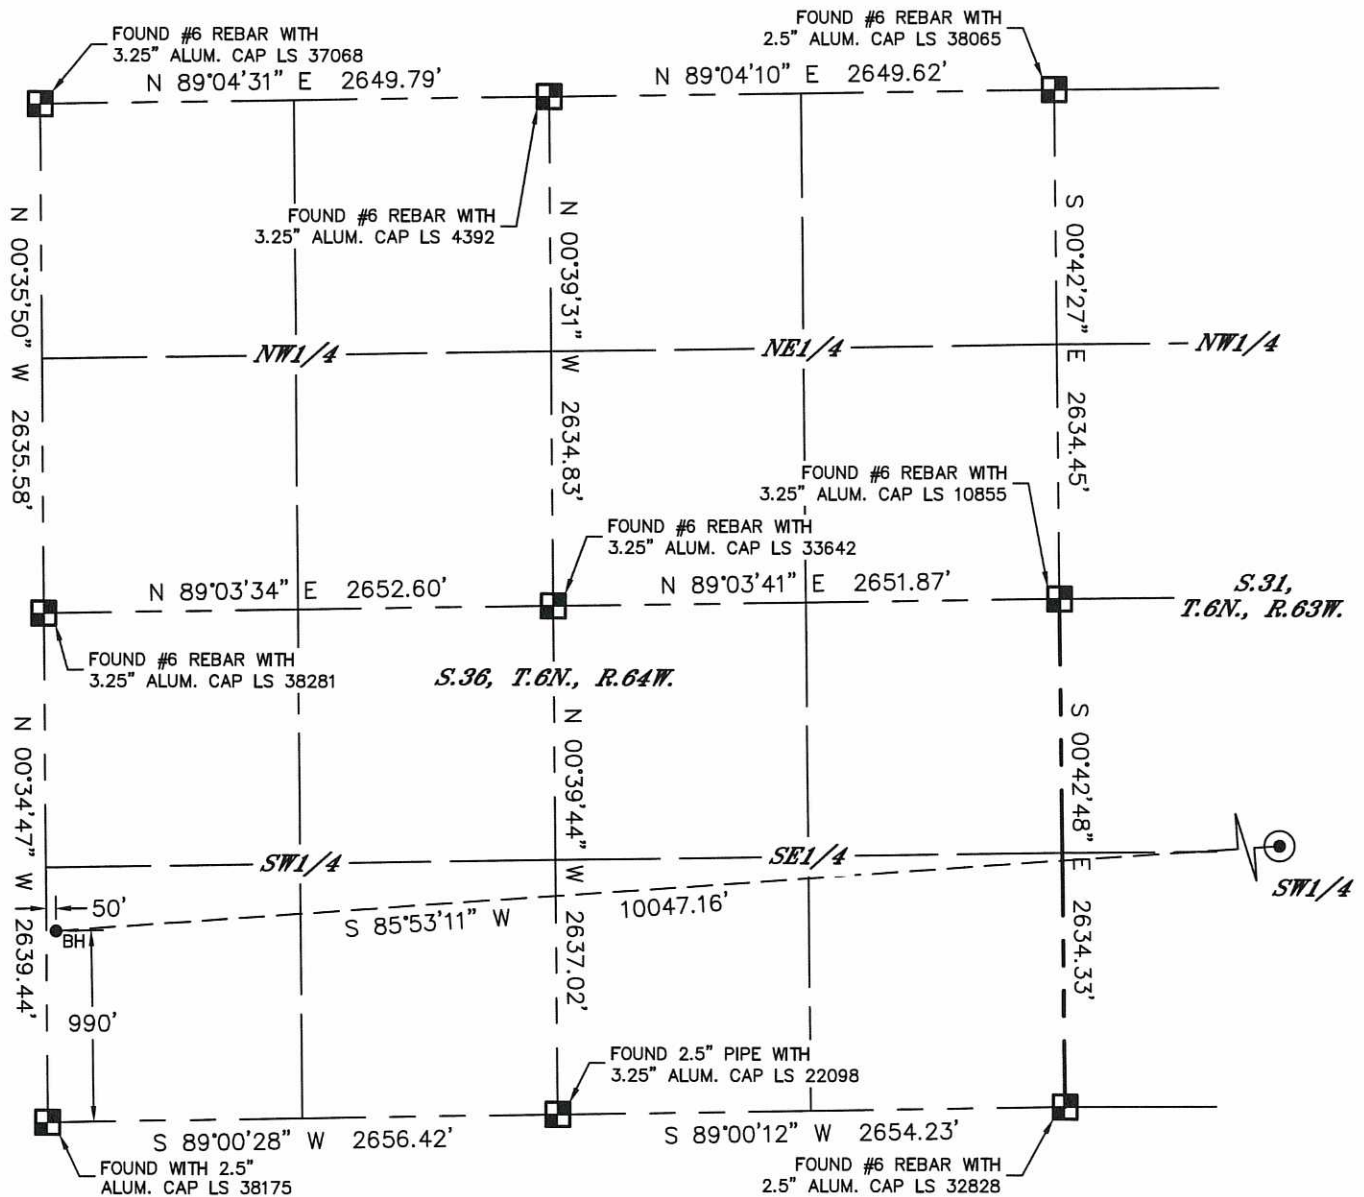 FOUND #6 REBAR WITH
3.25" ALUM. CAP LS 37068
N 89°04'31" E 2649.79'
FOUND #6 REBAR WITH
2.5" ALUM. CAP LS 38065
N 89°04'10" E 2649.62'
FOUND #6 REBAR WITH
3.25" ALUM. CAP LS 4392
N 00°35'50" W 2635.58'
N 00°39'31" W 2634.83'
S 00°42'27" E 2634.45'
NW1/4
NE1/4
NW1/4
FOUND #6 REBAR WITH
3.25" ALUM. CAP LS 10855
FOUND #6 REBAR WITH
3.25" ALUM. CAP LS 33642
N 89°03'34" E 2652.60'
N 89°03'41" E 2651.87'
S.31,
T.6N., R.63W.
FOUND #6 REBAR WITH
3.25" ALUM. CAP LS 38281
S.36, T.6N., R.64W.
N 00°34'47" W 2639.44'
N 00°39'44" W 2637.02'
S 00°42'48" E 2634.33'
SW1/4
SE1/4
SW1/4
50'
BH
S 85°53'11" W 10047.16'
990'
FOUND 2.5" PIPE WITH
3.25" ALUM. CAP LS 22098
S 89°00'28" W 2656.42'
S 89°00'12" W 2654.23'
FOUND WITH 2.5"
ALUM. CAP LS 38175
FOUND #6 REBAR WITH
2.5" ALUM. CAP LS 32828